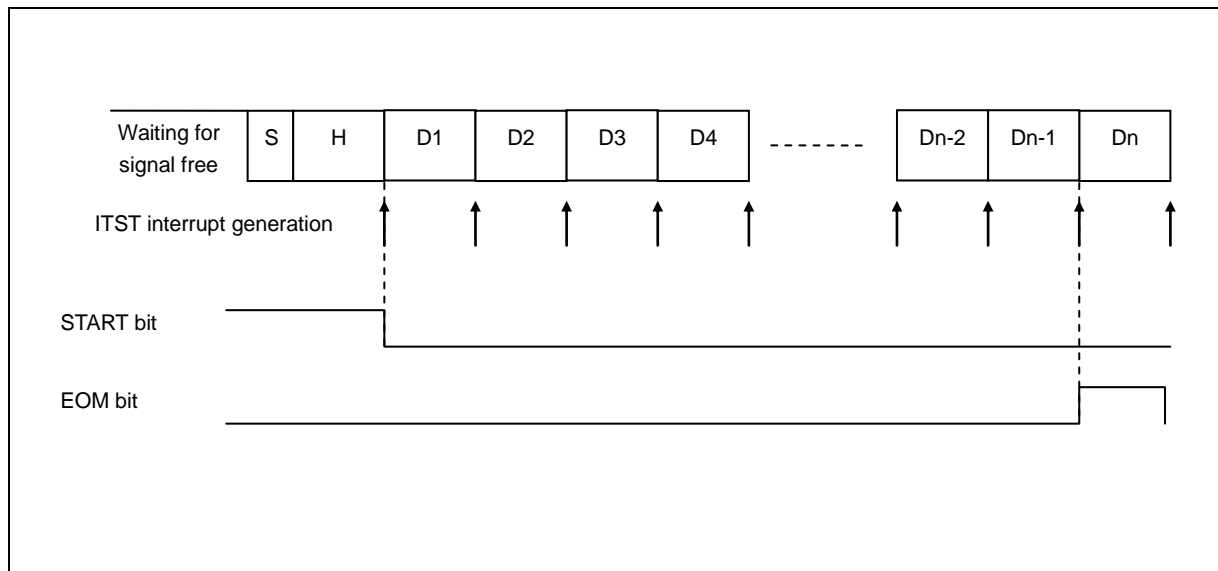 Waiting for
signal free
S
H
D1
D2
D3
D4
Dn-2
Dn-1
Dn
ITST interrupt generation
START bit
EOM bit